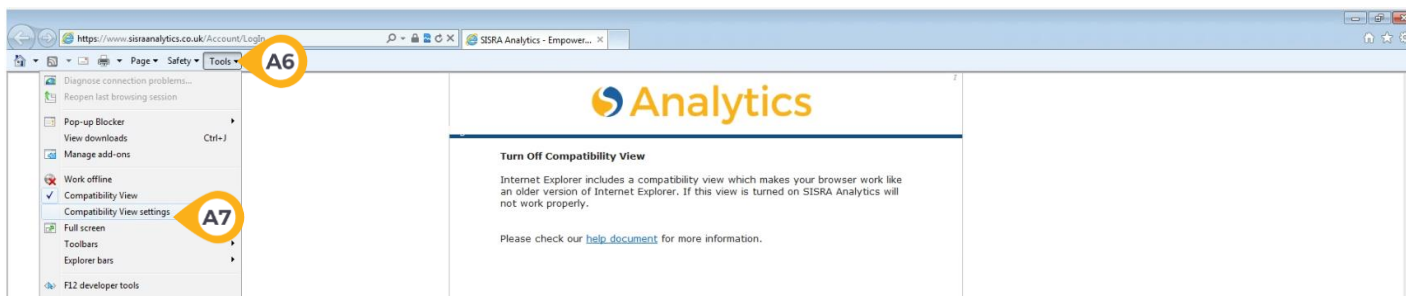 https://www.sisraanalytics.co.uk/Account/LogIn
SISRA Analytics - Empower...
Page Safety Tools
A6
Diagnose connection problems...
Reopen last browsing session
Pop-up Blocker
View downloads Ctrl+J
Manage add-ons
Work offline
Compatibility View
Compatibility View settings
A7
Full screen
Toolbars
Explorer bars
F12 developer tools
Analytics
Turn Off Compatibility View
Internet Explorer includes a compatibility view which makes your browser work like
an older version of Internet Explorer. If this view is turned on SISRA Analytics will
not work properly.
Please check our help document for more information.